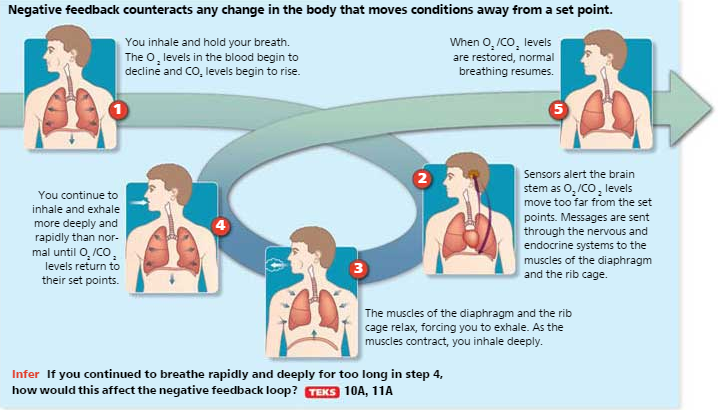 Negative feedback counteracts any change in the body that moves conditions away from a set point.
You inhale and hold your breath.
The O₂ levels in the blood begin to
decline and CO₂ levels begin to rise.
1
2
Sensors alert the brain
stem as O₂/CO₂ levels
move too far from the set
points. Messages are sent
through the nervous and
endocrine systems to the
muscles of the diaphragm
and the rib cage.
3
The muscles of the diaphragm and the rib
cage relax, forcing you to exhale. As the
muscles contract, you inhale deeply.
You continue to
inhale and exhale
more deeply and
rapidly than nor-
mal until O₂/CO₂
levels return to
their set points.
4
When O₂/CO₂ levels
are restored, normal
breathing resumes.
5
Infer If you continued to breathe rapidly and deeply for too long in step 4,
how would this affect the negative feedback loop? TEKS 10A, 11A